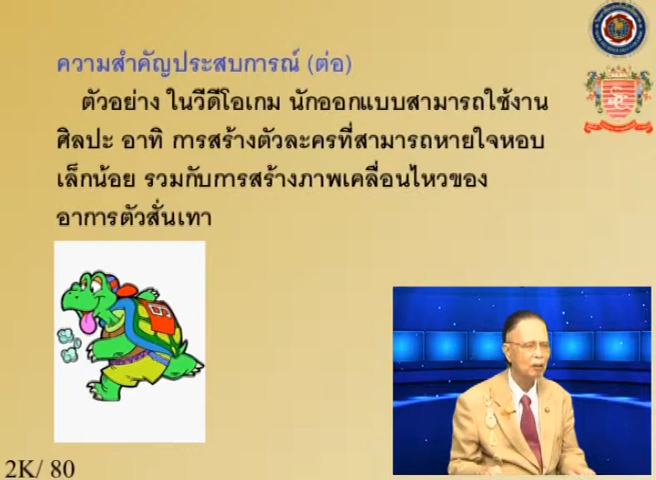 ความสำคัญประสบการณ์ (ต่อ)
ตัวอย่าง ในวีดีโอเกม นักออกแบบสามารถใช้งาน
ศิลปะ อาทิ การสร้างตัวละครที่สามารถหายใจหอบ
เล็กน้อย รวมกับการสร้างภาพเคลื่อนไหวของ
อาการตัวสั่นเทา
2K/ 80